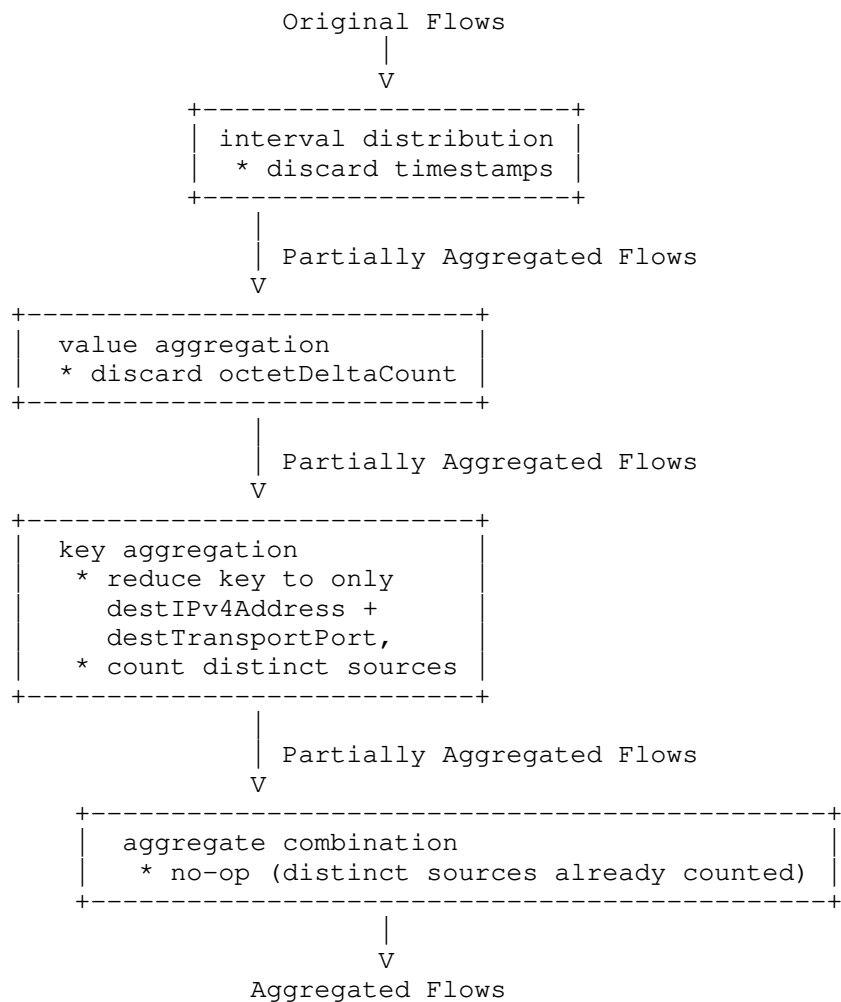 Original Flows
V
interval distribution
* discard timestamps
Partially Aggregated Flows
V
value aggregation
* discard octetDeltaCount
Partially Aggregated Flows
V
key aggregation
* reduce key to only
destIPv4Address +
destTransportPort,
* count distinct sources
Partially Aggregated Flows
V
aggregate combination
* no-op (distinct sources already counted)
V
Aggregated Flows